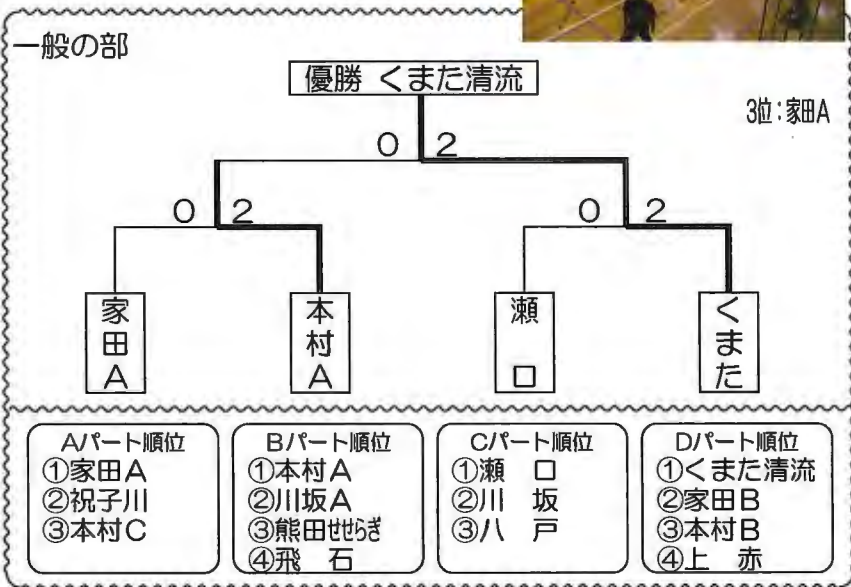 一般の部
優勝 くまた清流
3位:家田A
0 2
0 2
0 2
家田A
本村A
瀬口
くまた
Aパート順位
①家田A
②祝子川
③本村C
Bパート順位
①本村A
②川坂A
③熊田せせらぎ
④飛 石
Cパート順位
①瀬 口
②川 坂
③八 戸
Dパート順位
①くまた清流
②家田B
③本村B
④上 赤